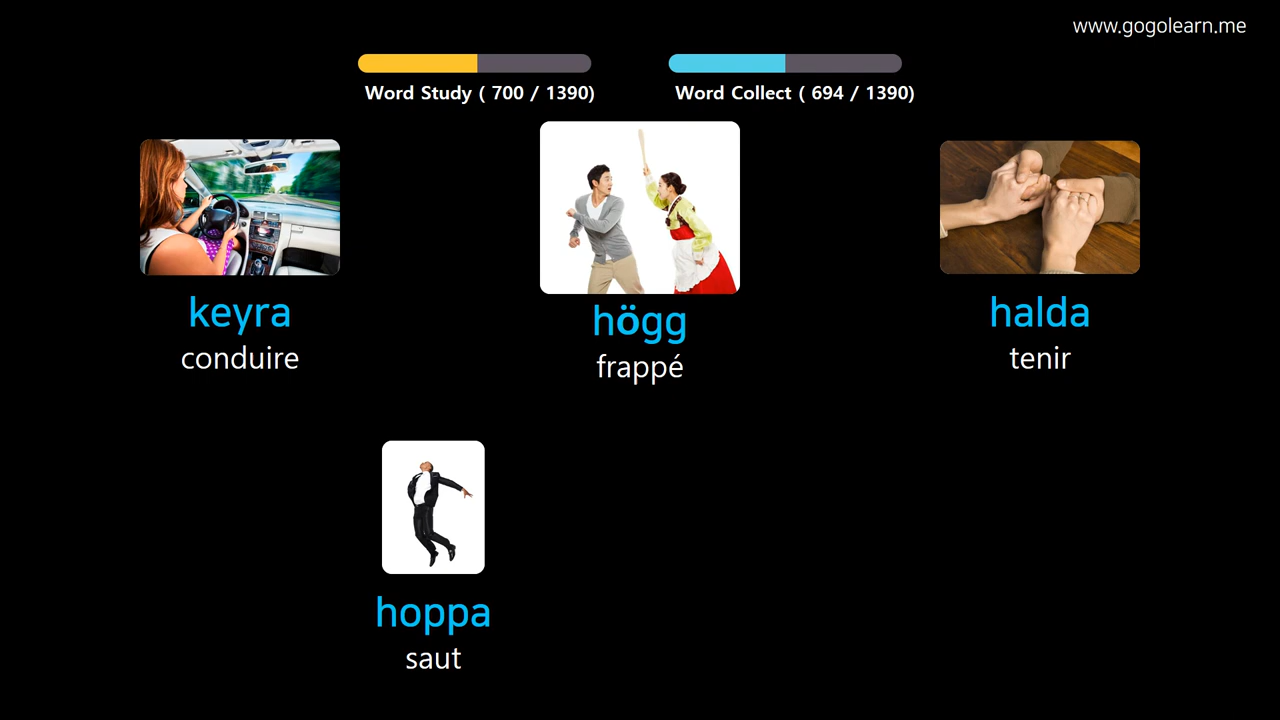 www.gogolearn.me
Word Study ( 700 / 1390)
Word Collect ( 694 / 1390)
keyra
conduire
högg
frappé
halda
tenir
hoppa
saut